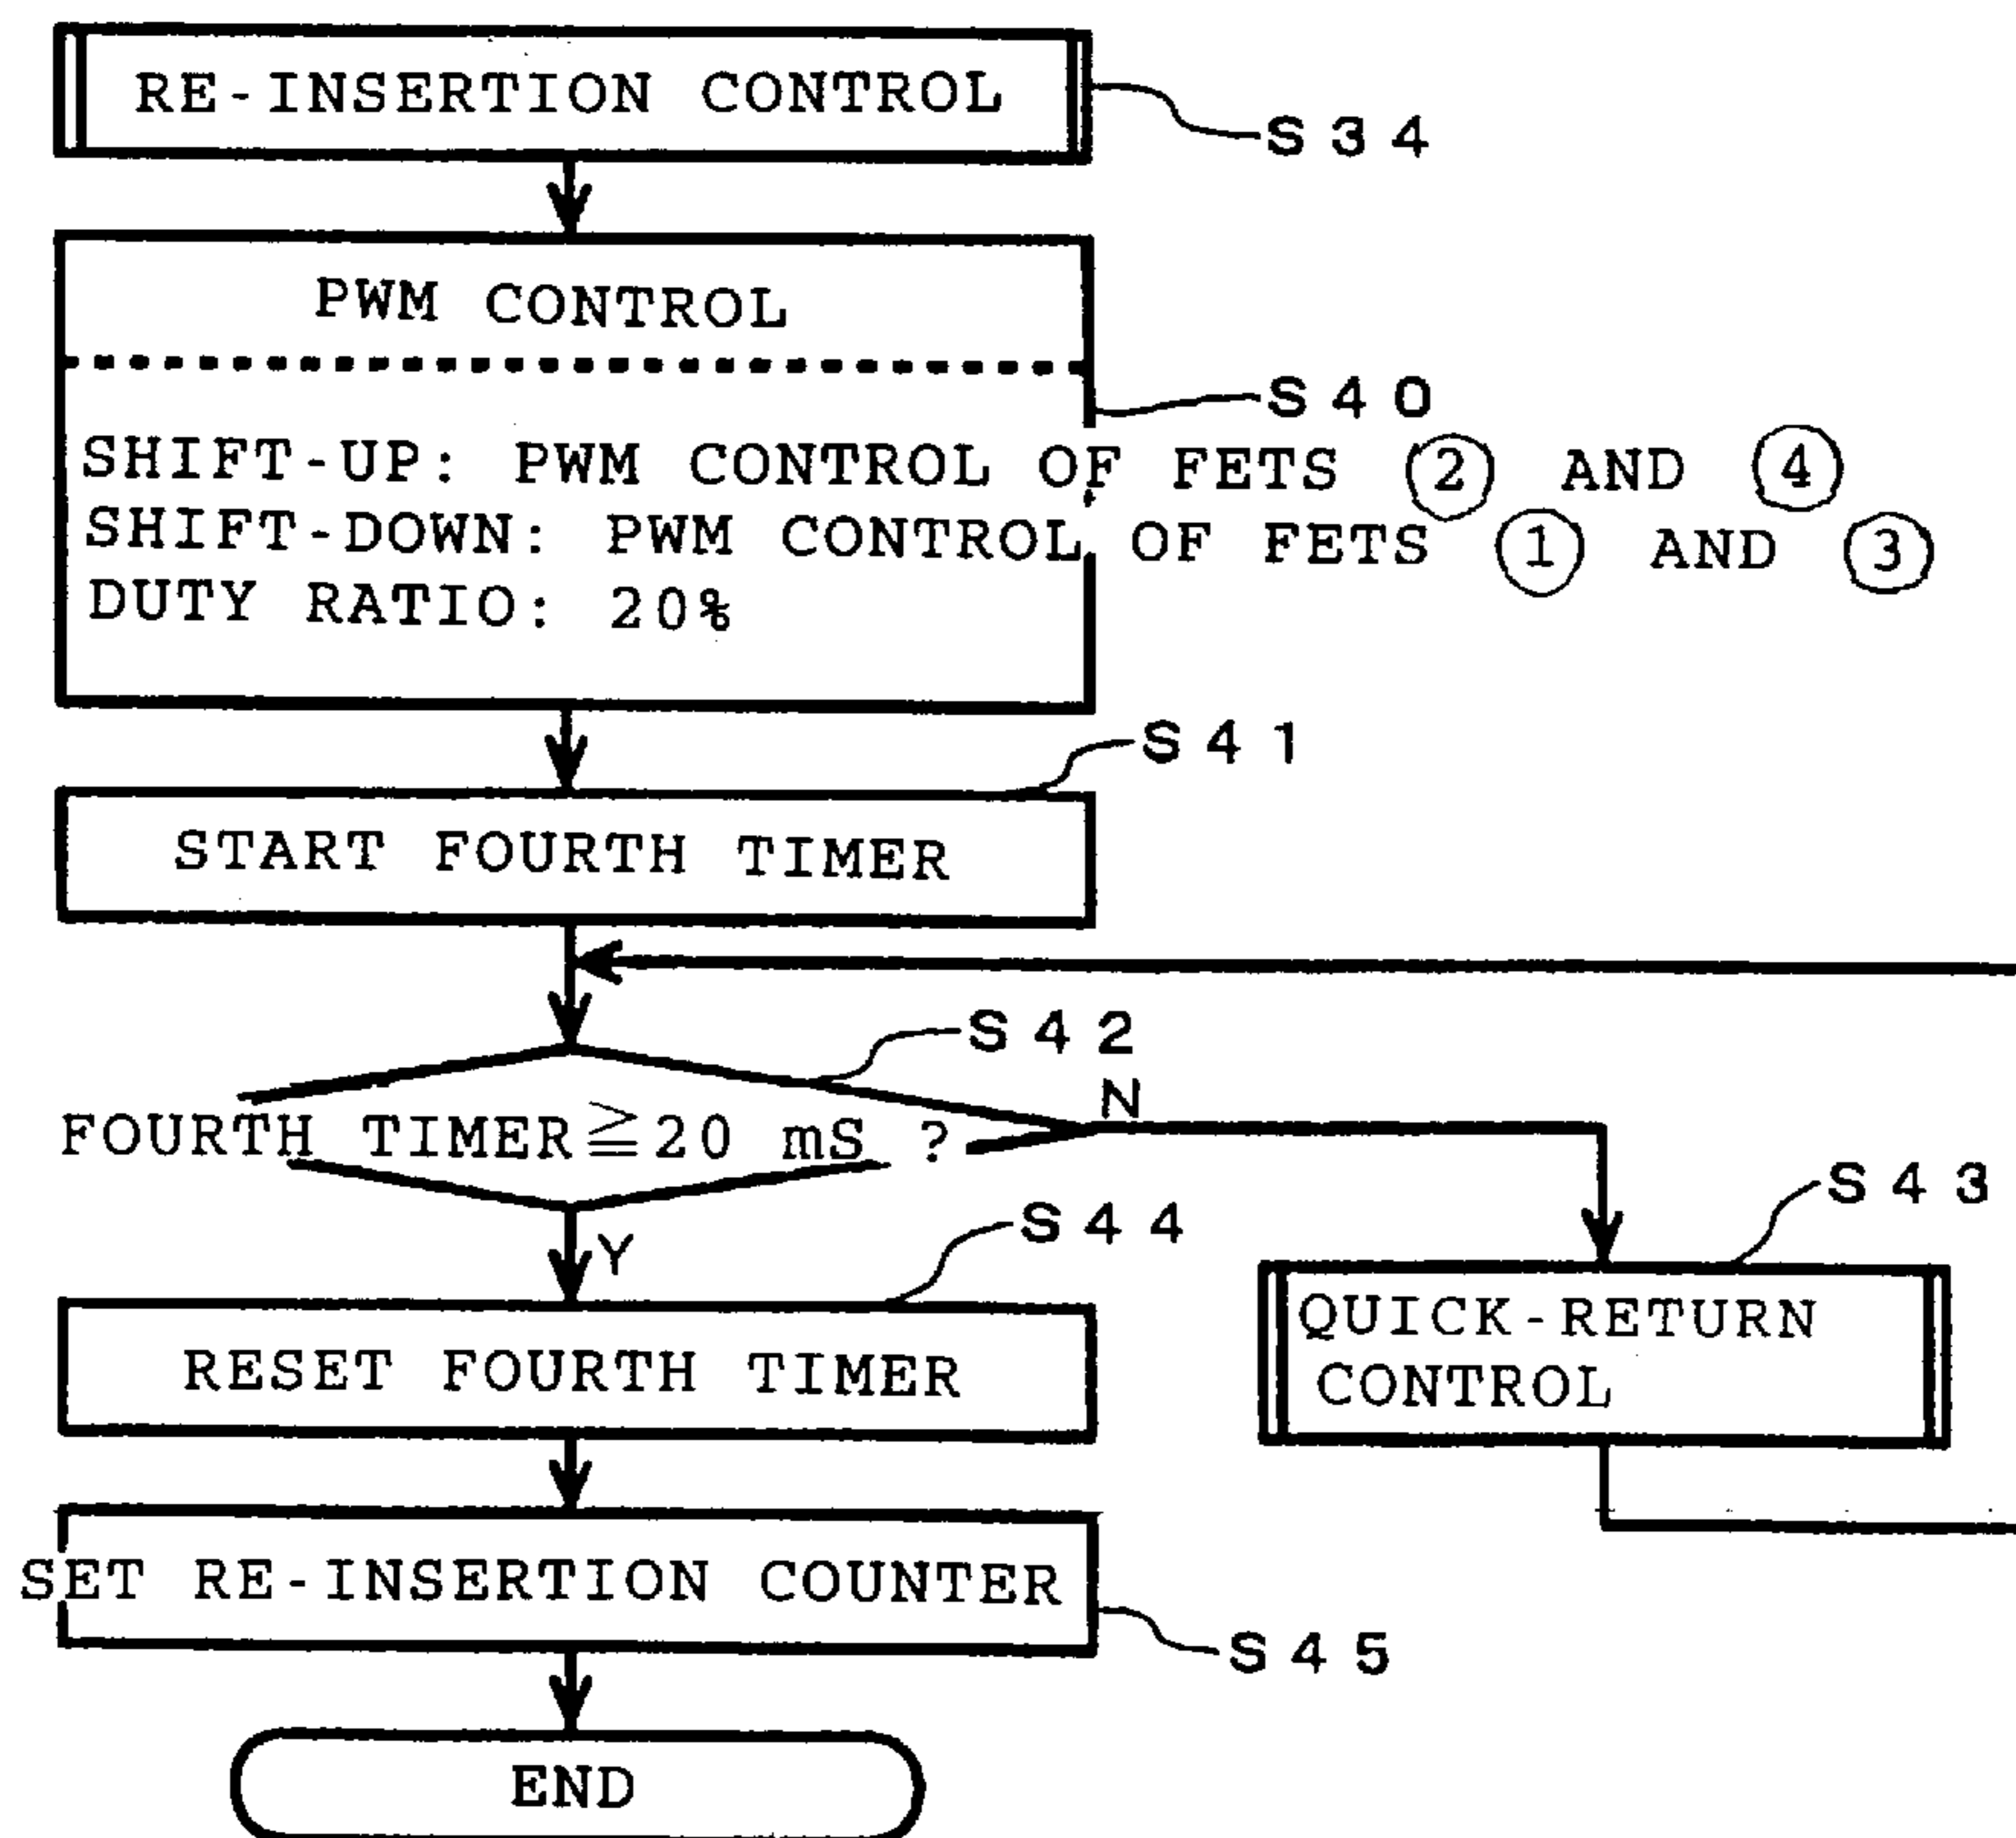 RE-INSERTION CONTROL
S34
PWM CONTROL
S40
SHIFT-UP: PWM CONTROL OF FETS ② AND ④
SHIFT-DOWN: PWM CONTROL OF FETS ① AND ③
DUTY RATIO: 20%
S41
START FOURTH TIMER
S42
N
FOURTH TIMER≧20 mS ?
S43
S44
Y
QUICK-RETURN
CONTROL
RESET FOURTH TIMER
SET RE-INSERTION COUNTER
S45
END